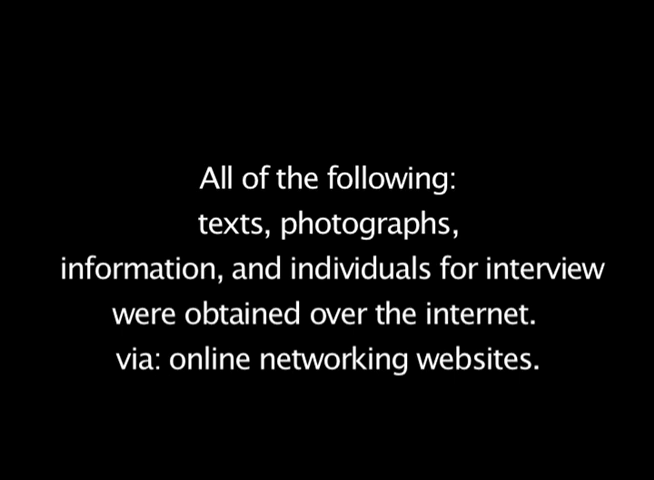 All of the following:
texts, photographs,
information, and individuals for interview
were obtained over the internet.
via: online networking websites.